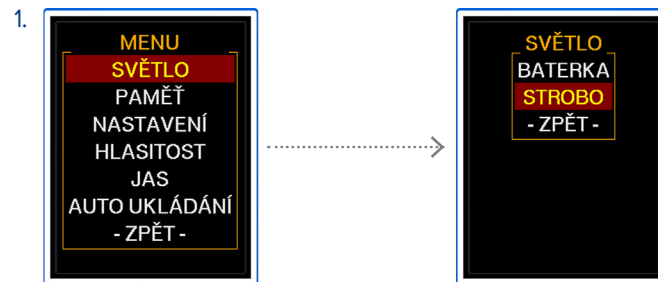 1.
MENU
SVĚTLO
PAMĚŤ
NASTAVENÍ
HLASITOST
JAS
AUTO UKLÁDÁNÍ
- ZPĚT -
SVĚTLO
BATERKA
STROBO
- ZPĚT -